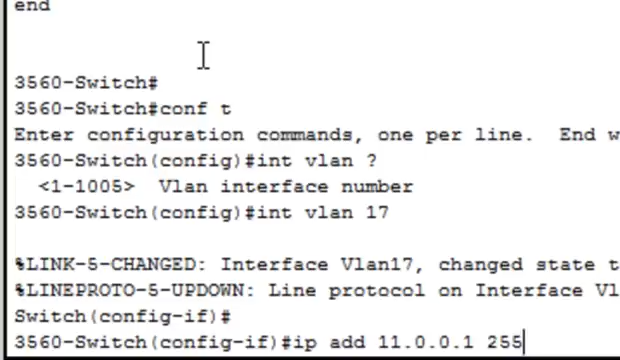 end
3560-Switch#
3560-Switch#conf t
Enter configuration commands, one per line.  End w
3560-Switch(config)#int vlan ?
  <1-1005>  Vlan interface number
3560-Switch(config)#int vlan 17
%LINK-5-CHANGED: Interface Vlan17, changed state t
%LINEPROTO-5-UPDOWN: Line protocol on Interface Vl
Switch(config-if)#
3560-Switch(config-if)#ip add 11.0.0.1 255